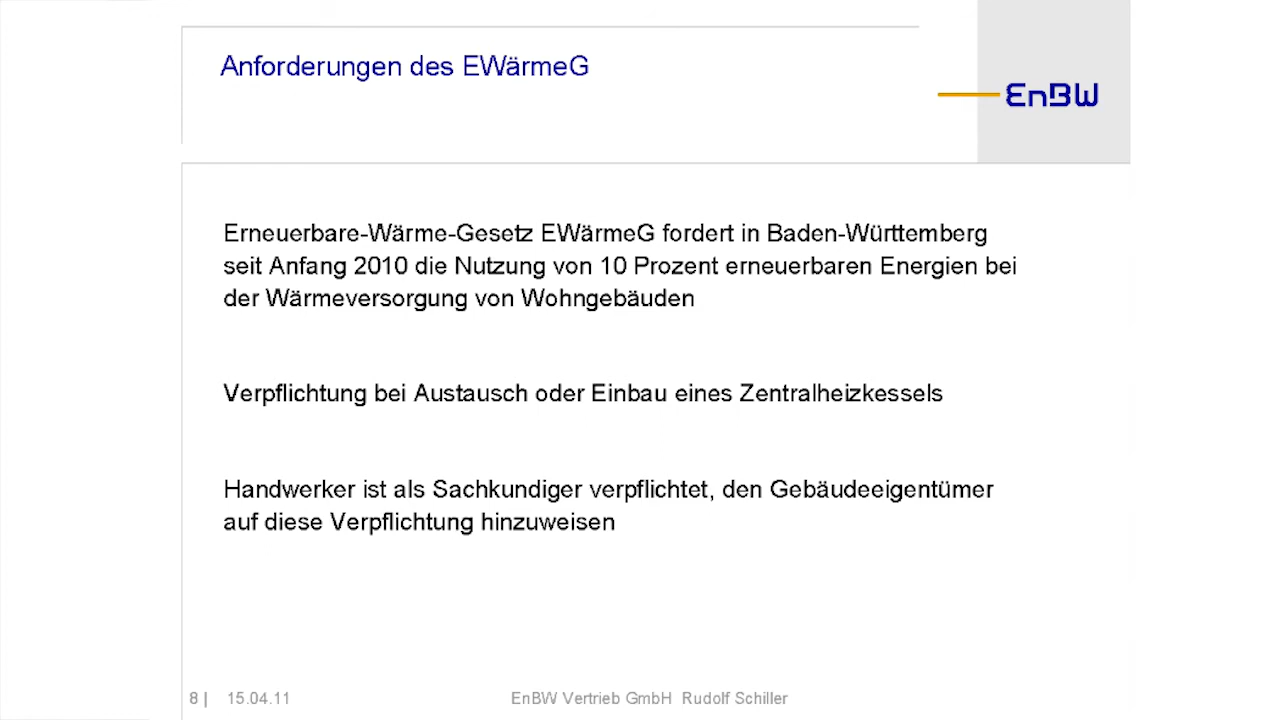 Anforderungen des EWärmeG
EnBW
Erneuerbare-Wärme-Gesetz EWärmeG fordert in Baden-Württemberg
seit Anfang 2010 die Nutzung von 10 Prozent erneuerbaren Energien bei
der Wärmeversorgung von Wohngebäuden
Verpflichtung bei Austausch oder Einbau eines Zentralheizkessels
Handwerker ist als Sachkundiger verpflichtet, den Gebäudeeigentümer
auf diese Verpflichtung hinzuweisen
8 | 15.04.11 EnBW Vertrieb GmbH Rudolf Schiller